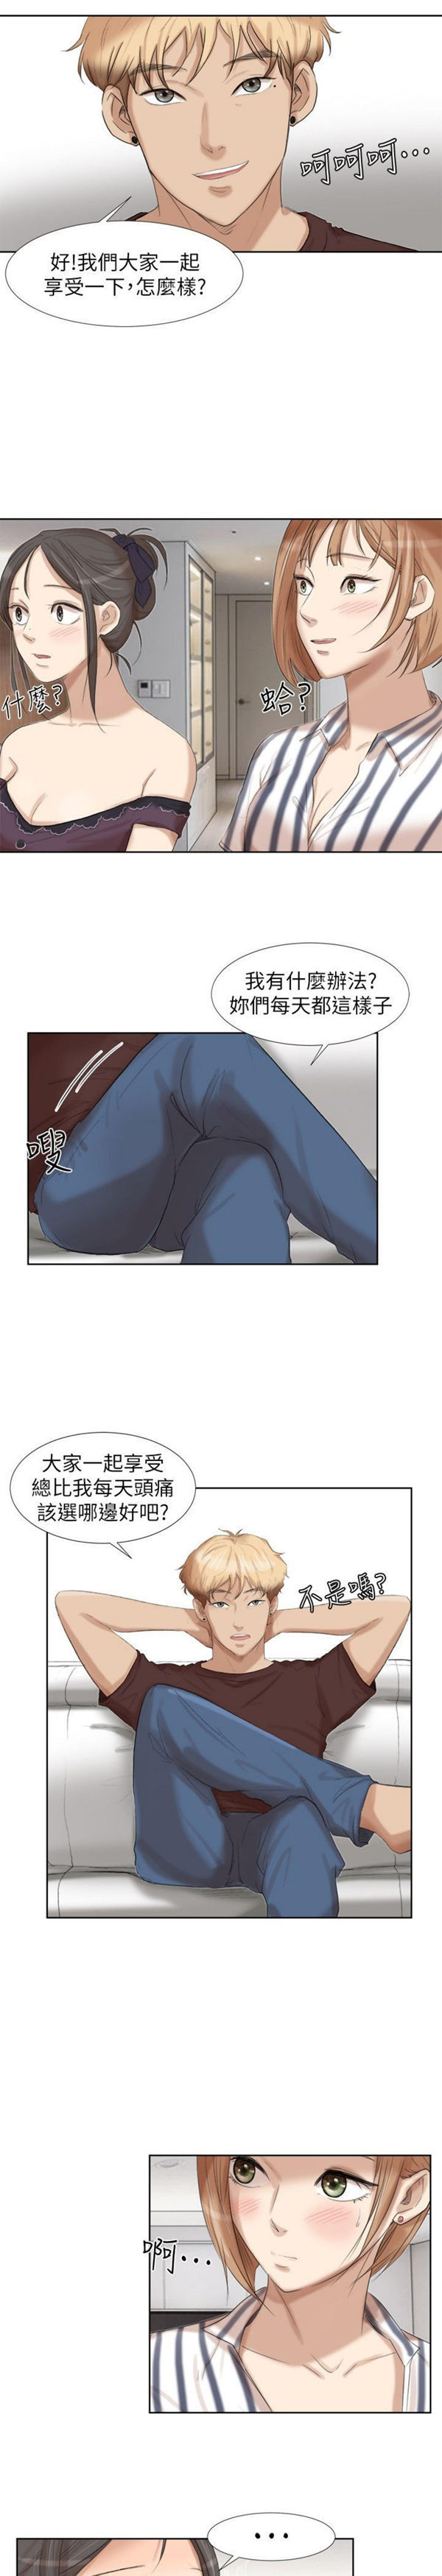 呵呵呵…
好!我們大家一起
享受一下,怎麼樣?
什麼?
蛤?
我有什麼辦法?
妳們每天都這樣子
嗖
大家一起享受
總比我每天頭痛
該選哪邊好吧?
不是嗎?
啊…
…